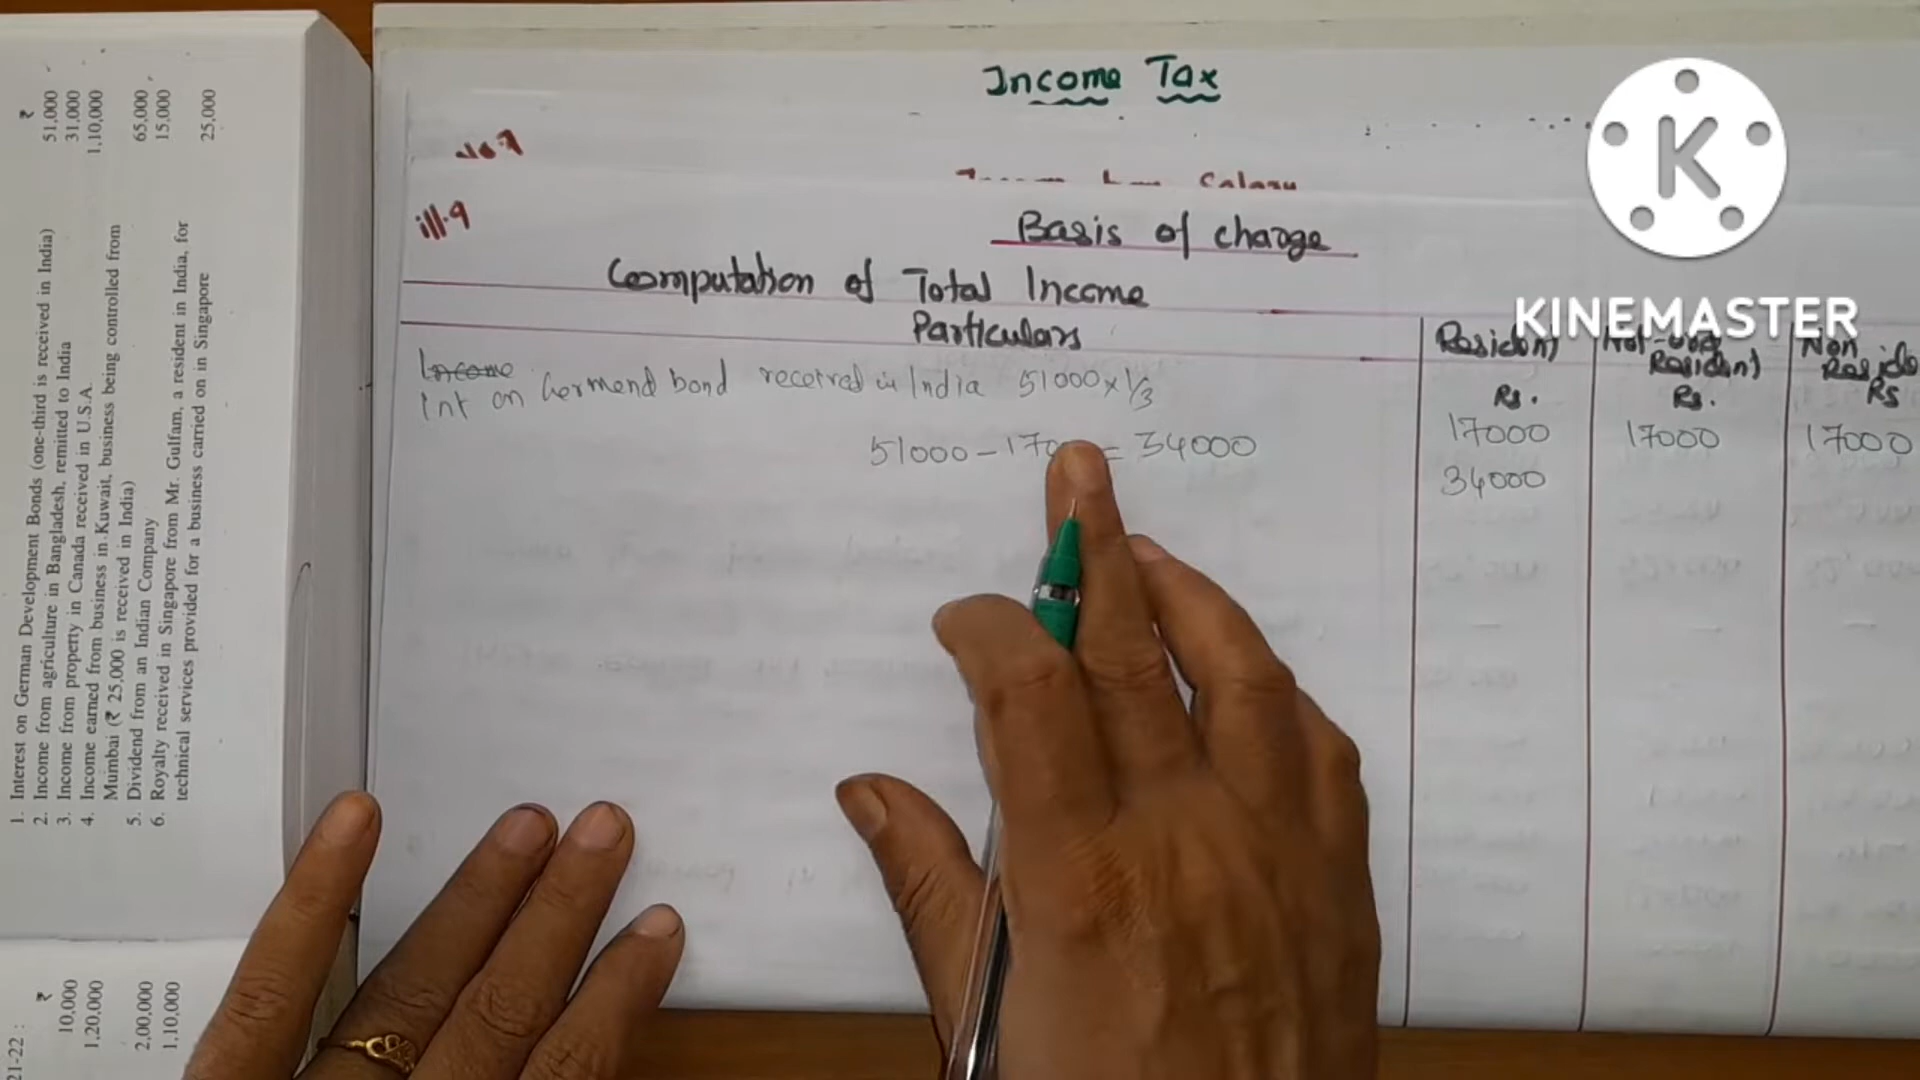 Income Tax
ill.9
Basis of charge
Computation of Total Income
Particulars
Resident
Resident
Non
Rs.
Rs.
Rs
Income
Int on Germend bond received in India 51000 x 1/3
17000
17000
17000
51000 - = 34000
34000
₹
1. Interest on German Development Bonds (one-third is received in India) 51,000
2. Income from agriculture in Bangladesh, remitted to India 31,000
3. Income from property in Canada received in U.S.A. 1,10,000
4. Income earned from business in Kuwait, business being controlled from
Mumbai (₹ 25,000 is received in India) 65,000
5. Dividend from an Indian Company 15,000
6. Royalty received in Singapore from Mr. Gulfam, a resident in India, for
technical services provided for a business carried on in Singapore 25,000
21-22 : ₹
10,000
1,20,000
2,00,000
1,10,000
K
KINEMASTER